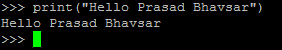 >>> print("Hello Prasad Bhavsar")
Hello Prasad Bhavsar
>>>